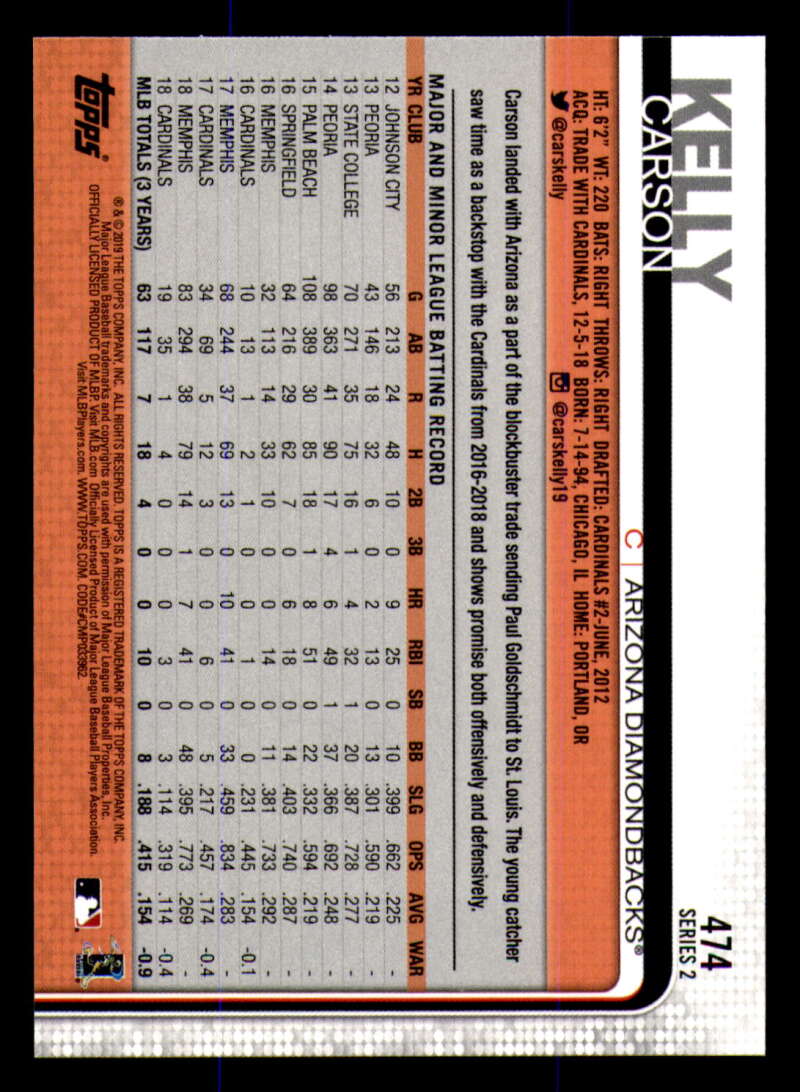 474
SERIES 2
KELLY
CARSON
C | ARIZONA DIAMONDBACKS®
HT: 6'2" WT: 220 BATS: RIGHT THROWS: RIGHT DRAFTED: CARDINALS #2-JUNE, 2012
ACQ: TRADE WITH CARDINALS, 12-5-18 BORN: 7-14-94, CHICAGO, IL HOME: PORTLAND, OR
@carskelly @carskelly19
Carson landed with Arizona as a part of the blockbuster trade sending Paul Goldschmidt to St. Louis. The young catcher
saw time as a backstop with the Cardinals from 2016-2018 and shows promise both offensively and defensively.
MAJOR AND MINOR LEAGUE BATTING RECORD
YR CLUB G AB R H 2B 3B HR RBI SB BB SLG OPS AVG WAR
12 JOHNSON CITY 56 213 24 48 10 0 9 25 0 10 .399 .662 .225 -
13 PEORIA 43 146 18 32 6 0 2 13 0 13 .301 .590 .219 -
13 STATE COLLEGE 70 271 35 75 16 1 4 32 1 20 .387 .728 .277 -
14 PEORIA 98 363 41 90 17 4 6 49 1 37 .366 .692 .248 -
15 PALM BEACH 108 389 30 85 18 1 8 51 0 22 .332 .594 .219 -
16 SPRINGFIELD 64 216 29 62 7 0 6 18 0 14 .403 .740 .287 -
16 MEMPHIS 32 113 14 33 10 0 0 14 0 11 .381 .733 .292 -
16 CARDINALS 10 13 1 2 1 0 0 1 0 0 .231 .445 .154 -0.1
17 MEMPHIS 68 244 37 69 13 0 10 41 0 33 .459 .834 .283 -
17 CARDINALS 34 69 5 12 3 0 0 6 0 5 .217 .457 .174 -0.4
18 MEMPHIS 83 294 38 79 14 1 7 41 0 48 .395 .773 .269 -
18 CARDINALS 19 35 1 4 0 0 0 3 0 3 .114 .319 .114 -0.4
MLB TOTALS (3 YEARS) 63 117 7 18 4 0 0 10 0 8 .188 .415 .154 -0.9
topps®
® & © 2019 THE TOPPS COMPANY, INC. ALL RIGHTS RESERVED. TOPPS IS A REGISTERED TRADEMARK OF THE TOPPS COMPANY, INC.
Major League Baseball trademarks and copyrights are used with permission of Major League Baseball Properties, Inc.
OFFICIALLY LICENSED PRODUCT OF MLBP. Visit MLB.com Officially Licensed Product of Major League Baseball Players Association.
Visit MLBPlayers.com. WWW.TOPPS.COM. CODE#CMP033962